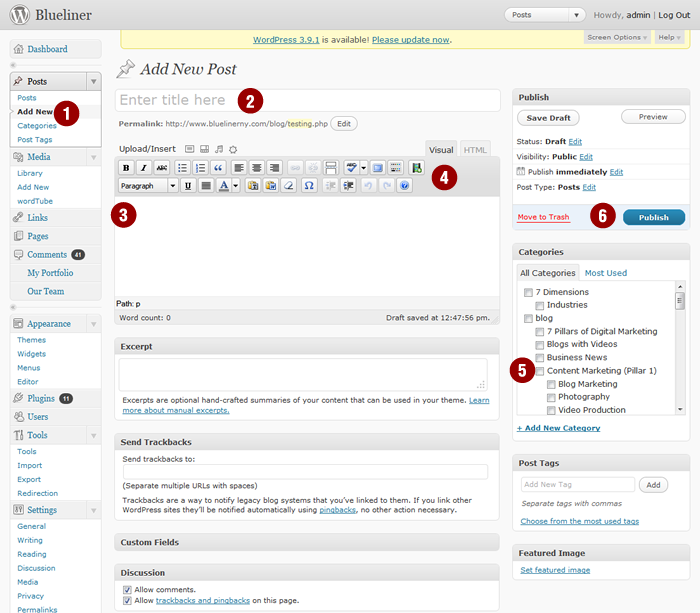 Blueliner
Posts
Howdy, admin | Log Out
WordPress 3.9.1 is available! Please update now.
Screen Options
Help
Dashboard
Posts
Posts
Add New
1
Categories
Post Tags
Media
Library
Add New
wordTube
Links
Pages
Comments 41
My Portfolio
Our Team
Appearance
Themes
Widgets
Menus
Editor
Plugins 11
Users
Tools
Tools
Import
Export
Redirection
Settings
General
Writing
Reading
Discussion
Media
Privacy
Permalinks
Add New Post
Enter title here
2
Permalink: http://www.bluelinerny.com/blog/testing.php Edit
Upload/Insert
Visual
HTML
B I ABC
ABC
4
Paragraph U A Ω
3
Path: p
Word count: 0
Draft saved at 12:47:56 pm.
Excerpt
Excerpts are optional hand-crafted summaries of your content that can be used in your theme. Learn
more about manual excerpts.
Send Trackbacks
Send trackbacks to:
(Separate multiple URLs with spaces)
Trackbacks are a way to notify legacy blog systems that you've linked to them. If you link other
WordPress sites they'll be notified automatically using pingbacks, no other action necessary.
Custom Fields
Discussion
Allow comments.
Allow trackbacks and pingbacks on this page.
Publish
Save Draft
Preview
Status: Draft Edit
Visibility: Public Edit
Publish immediately Edit
Post Type: Posts Edit
Move to Trash
6
Publish
Categories
All Categories
Most Used
7 Dimensions
Industries
blog
7 Pillars of Digital Marketing
Blogs with Videos
Business News
5
Content Marketing (Pillar 1)
Blog Marketing
Photography
Video Production
+ Add New Category
Post Tags
Add New Tag
Add
Separate tags with commas
Choose from the most used tags
Featured Image
Set featured image